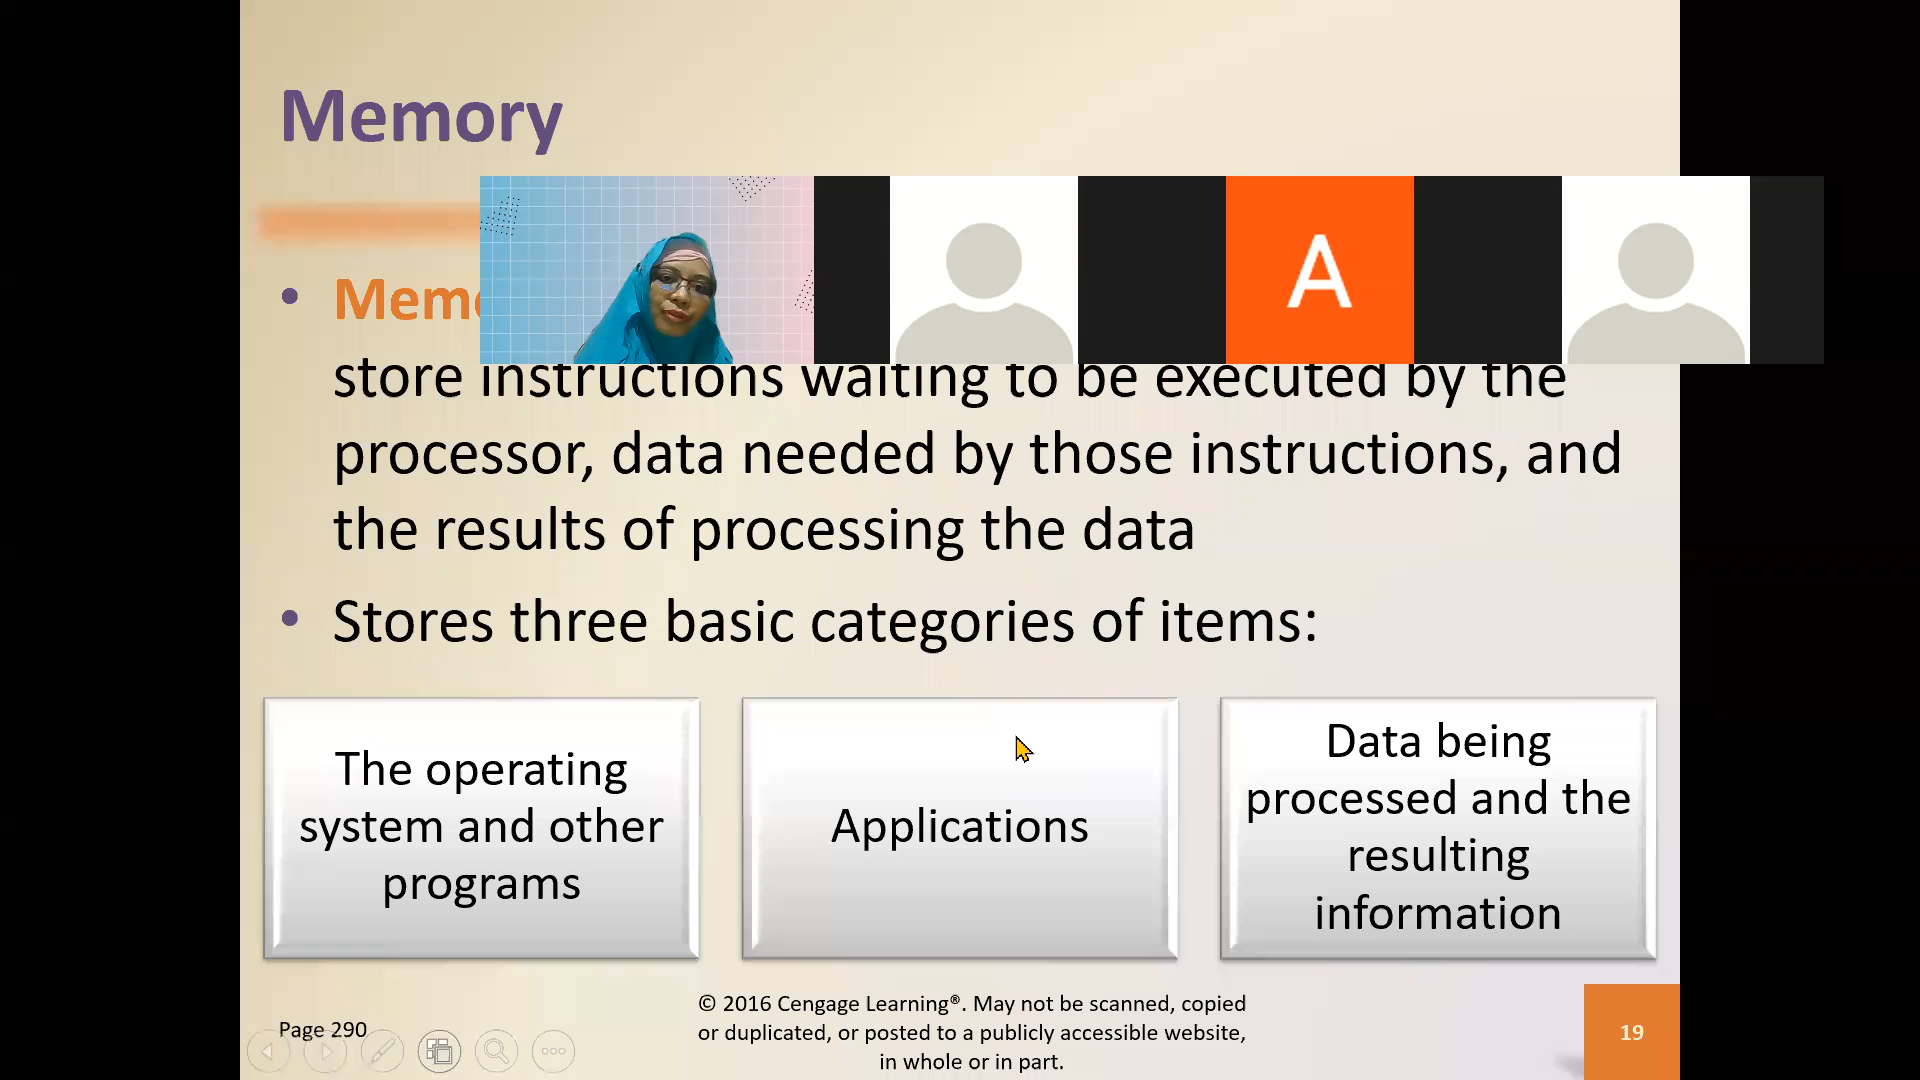 Memory
A
• Mem
store instructions waiting to be executed by the
processor, data needed by those instructions, and
the results of processing the data
• Stores three basic categories of items:
The operating
system and other
programs
Applications
Data being
processed and the
resulting
information
© 2016 Cengage Learning®. May not be scanned, copied
or duplicated, or posted to a publicly accessible website,
in whole or in part.
Page 290
19